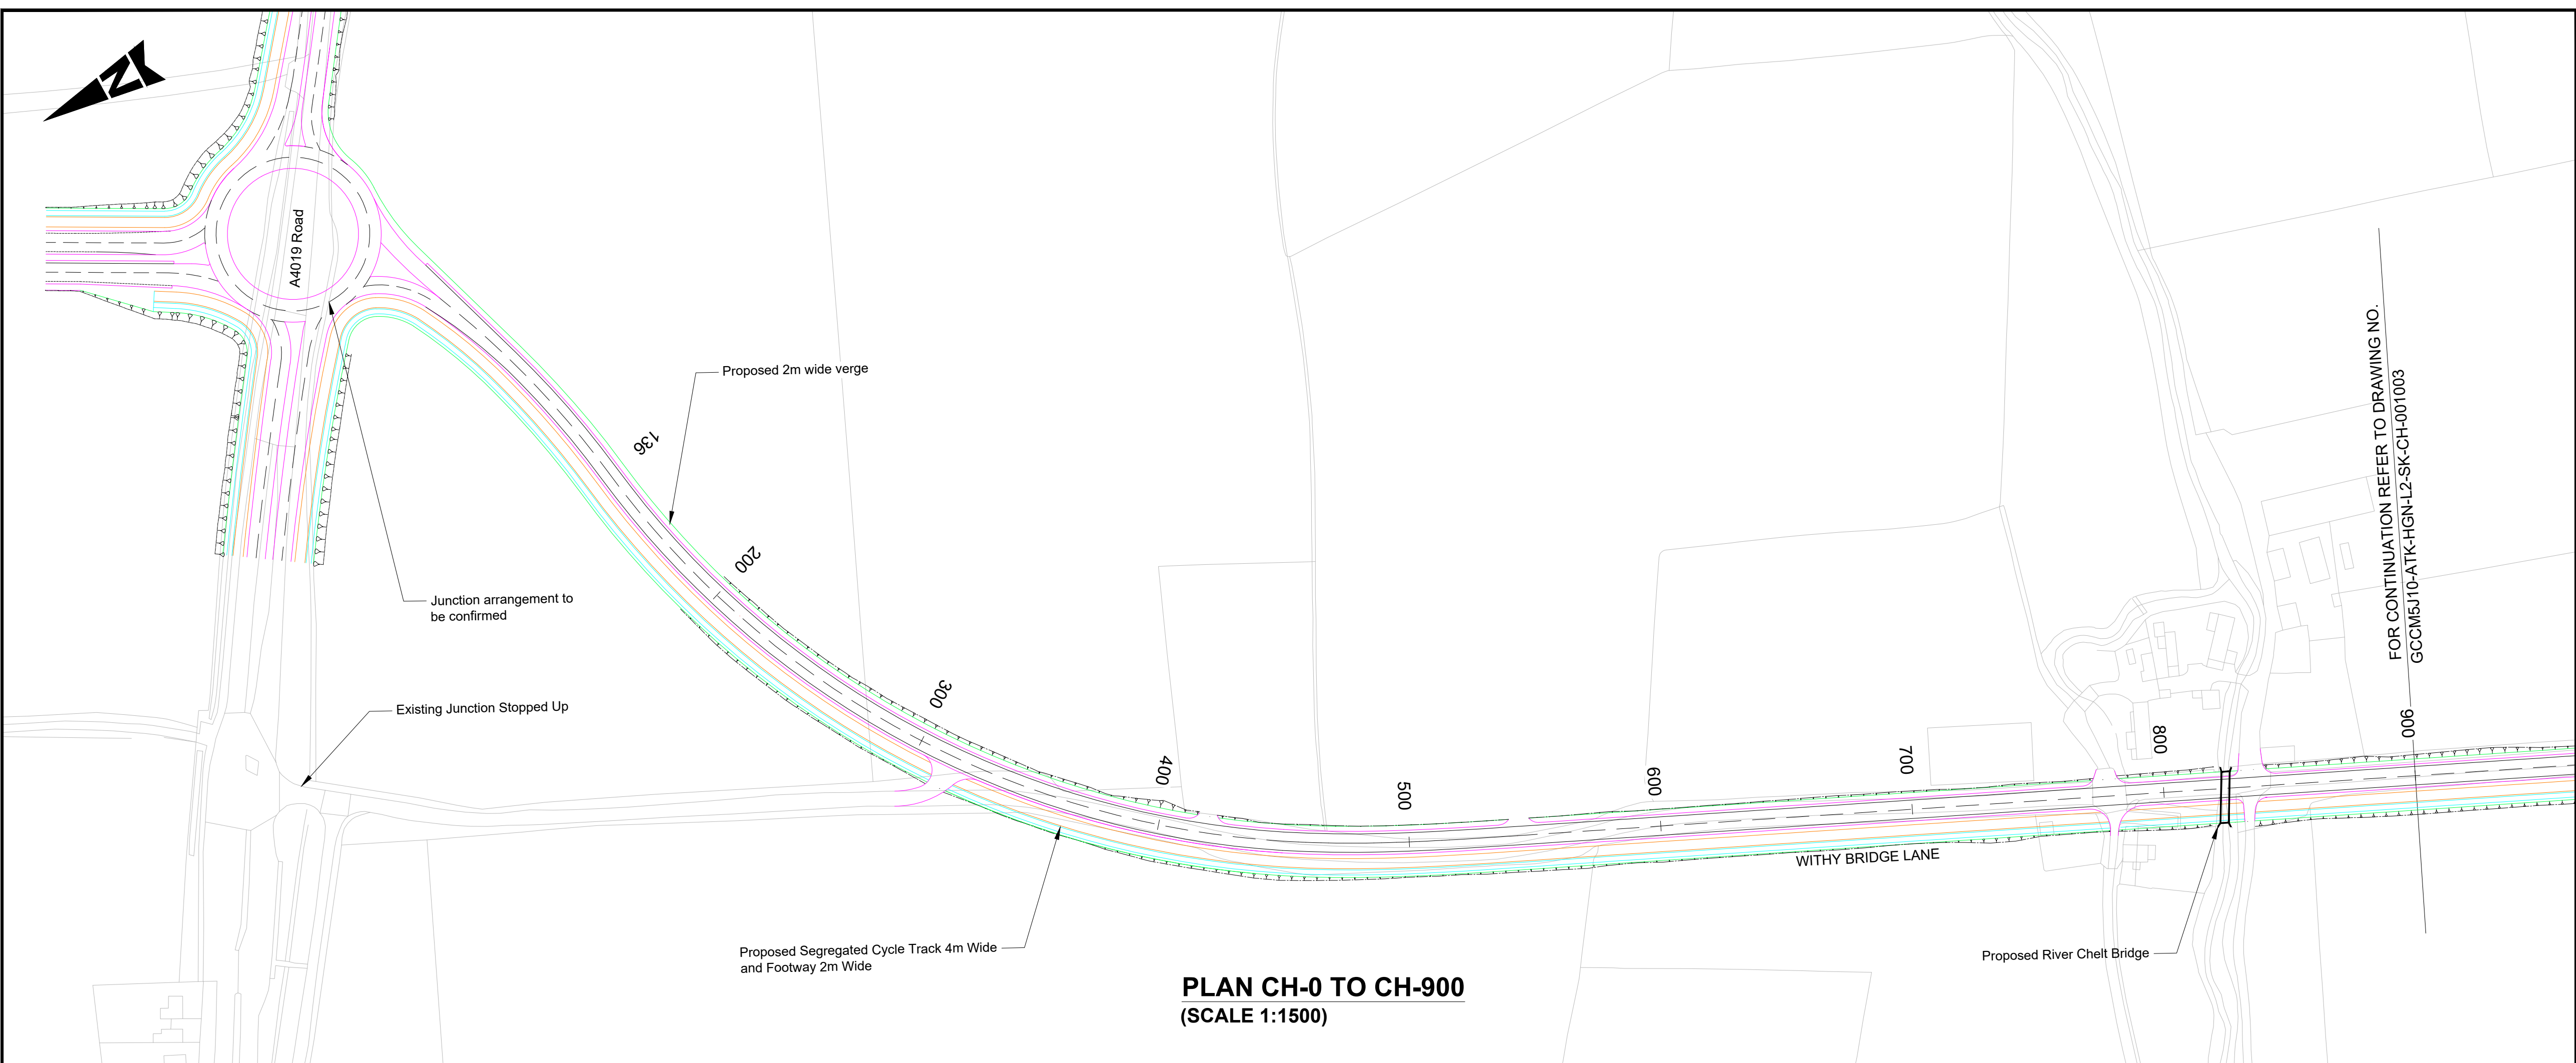 N
A4019 Road
Proposed 2m wide verge
136
200
Junction arrangement to
be confirmed
Existing Junction Stopped Up
300
400
500
600
700
800
900
FOR CONTINUATION REFER TO DRAWING NO.
GCCM5J10-ATK-HGN-L2-SK-CH-001003
WITHY BRIDGE LANE
Proposed Segregated Cycle Track 4m Wide
and Footway 2m Wide
Proposed River Chelt Bridge
PLAN CH-0 TO CH-900
(SCALE 1:1500)